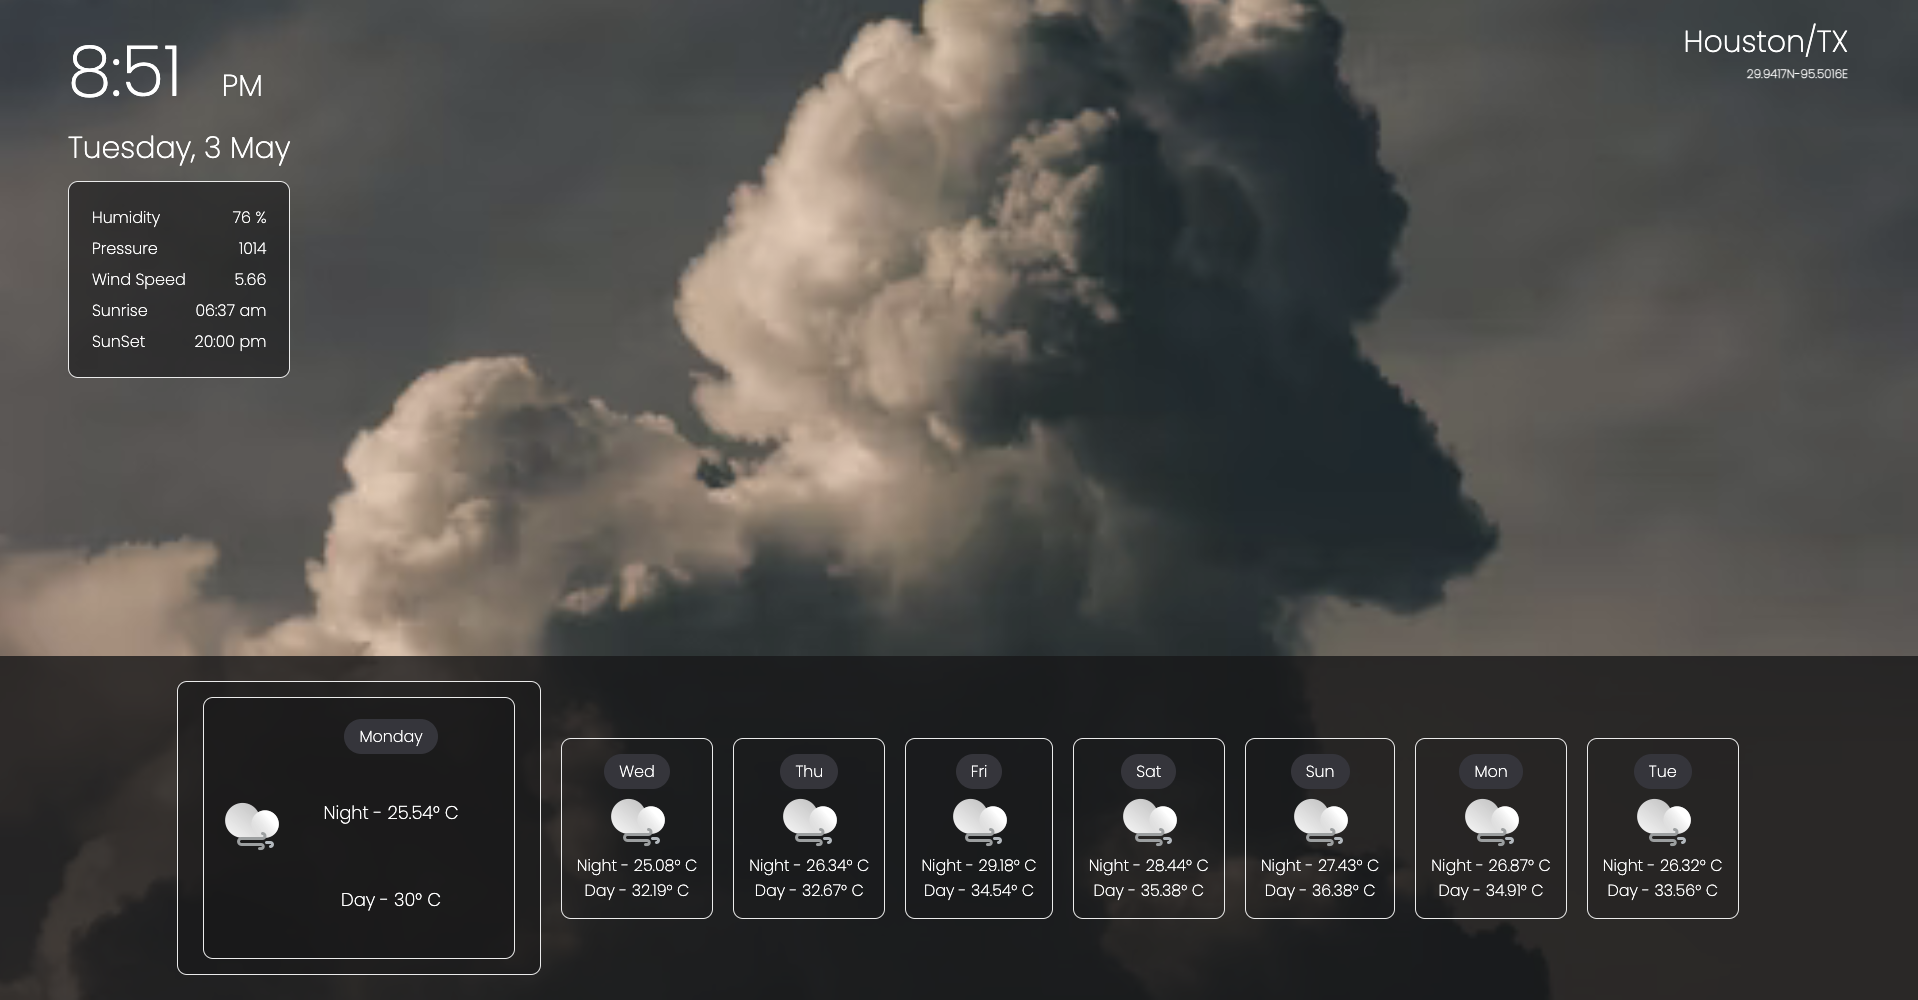 8:51 PM
Tuesday, 3 May
Humidity 76 %
Pressure 1014
Wind Speed 5.66
Sunrise 06:37 am
SunSet 20:00 pm
Houston/TX
29.9417N-95.5016E
Monday
Night - 25.54° C
Day - 30° C
Wed
Night - 25.08° C
Day - 32.19° C
Thu
Night - 26.34° C
Day - 32.67° C
Fri
Night - 29.18° C
Day - 34.54° C
Sat
Night - 28.44° C
Day - 35.38° C
Sun
Night - 27.43° C
Day - 36.38° C
Mon
Night - 26.87° C
Day - 34.91° C
Tue
Night - 26.32° C
Day - 33.56° C